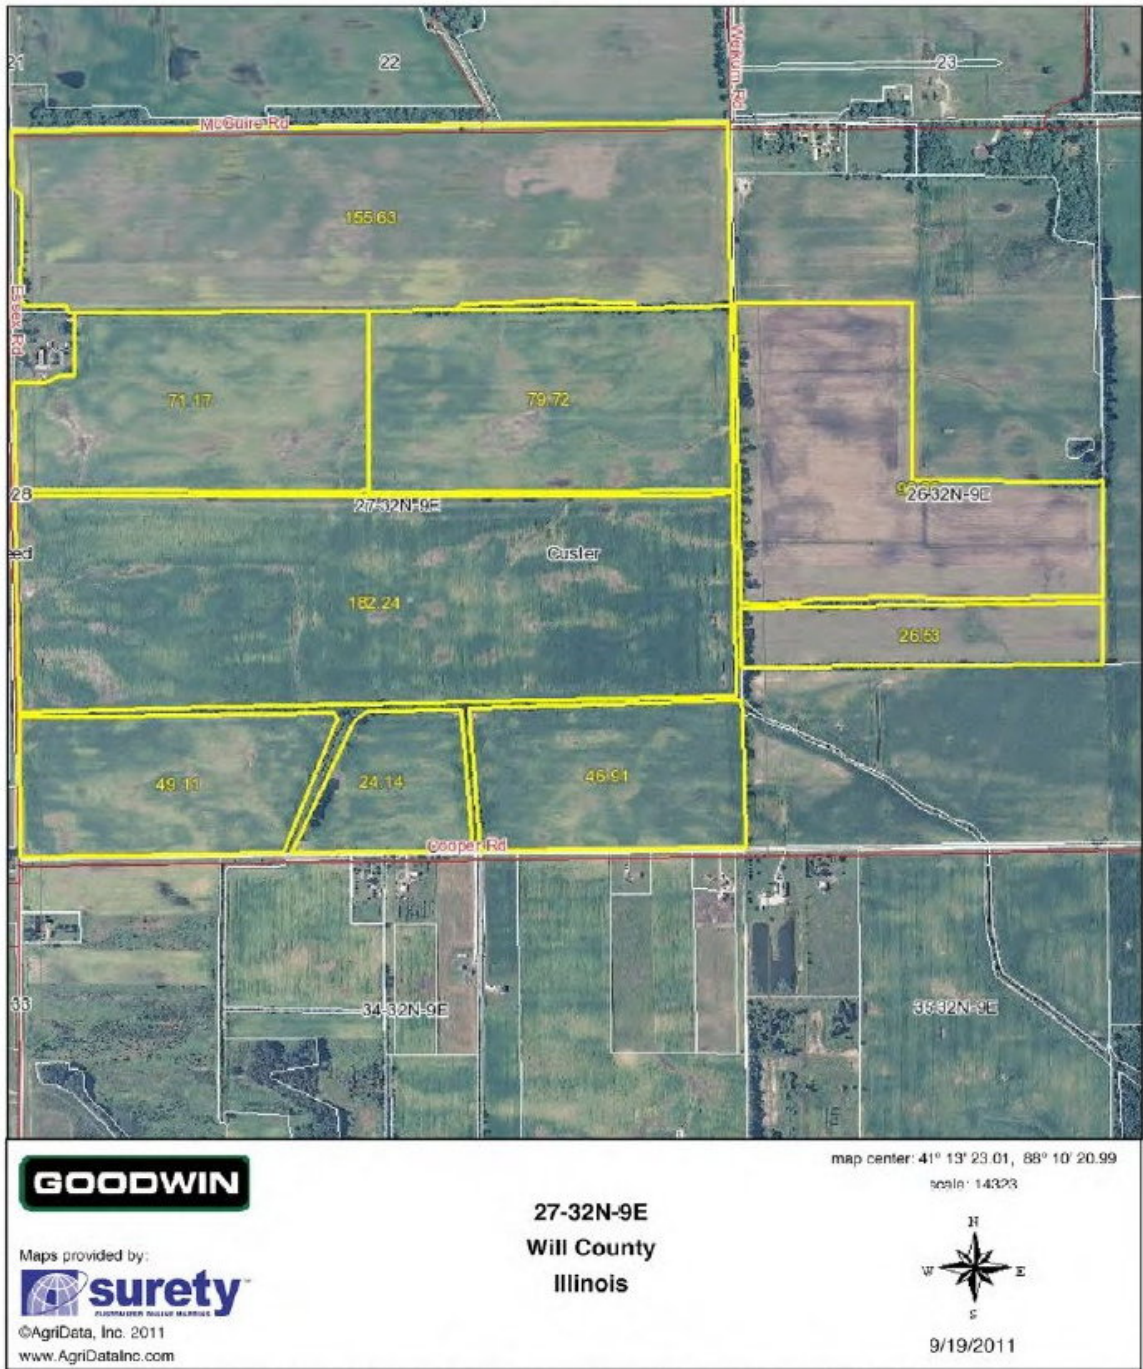 21
22
23
Werkum Rd
McGuire Rd
155.63
Essex Rd
71.17
79.72
28
27-32N-9E
26-32N-9E
eed
Custer
182.24
26.53
49.11
24.14
46.91
Cooper Rd
33
34-32N-9E
35-32N-9E
GOODWIN
Maps provided by:
surety
©AgriData, Inc. 2011
www.AgriDataInc.com
27-32N-9E
Will County
Illinois
map center: 41° 13' 23.01, 88° 10' 20.99
scale: 14323
N
W E
S
9/19/2011